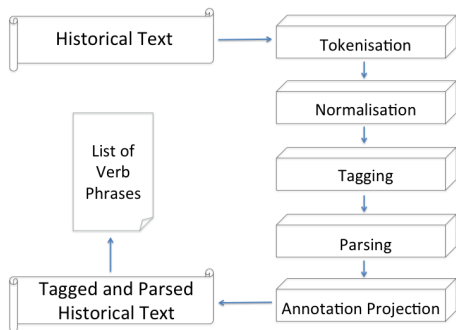 Historical Text
Tokenisation
Normalisation
Tagging
Parsing
Annotation Projection
Tagged and Parsed
Historical Text
List of
Verb
Phrases